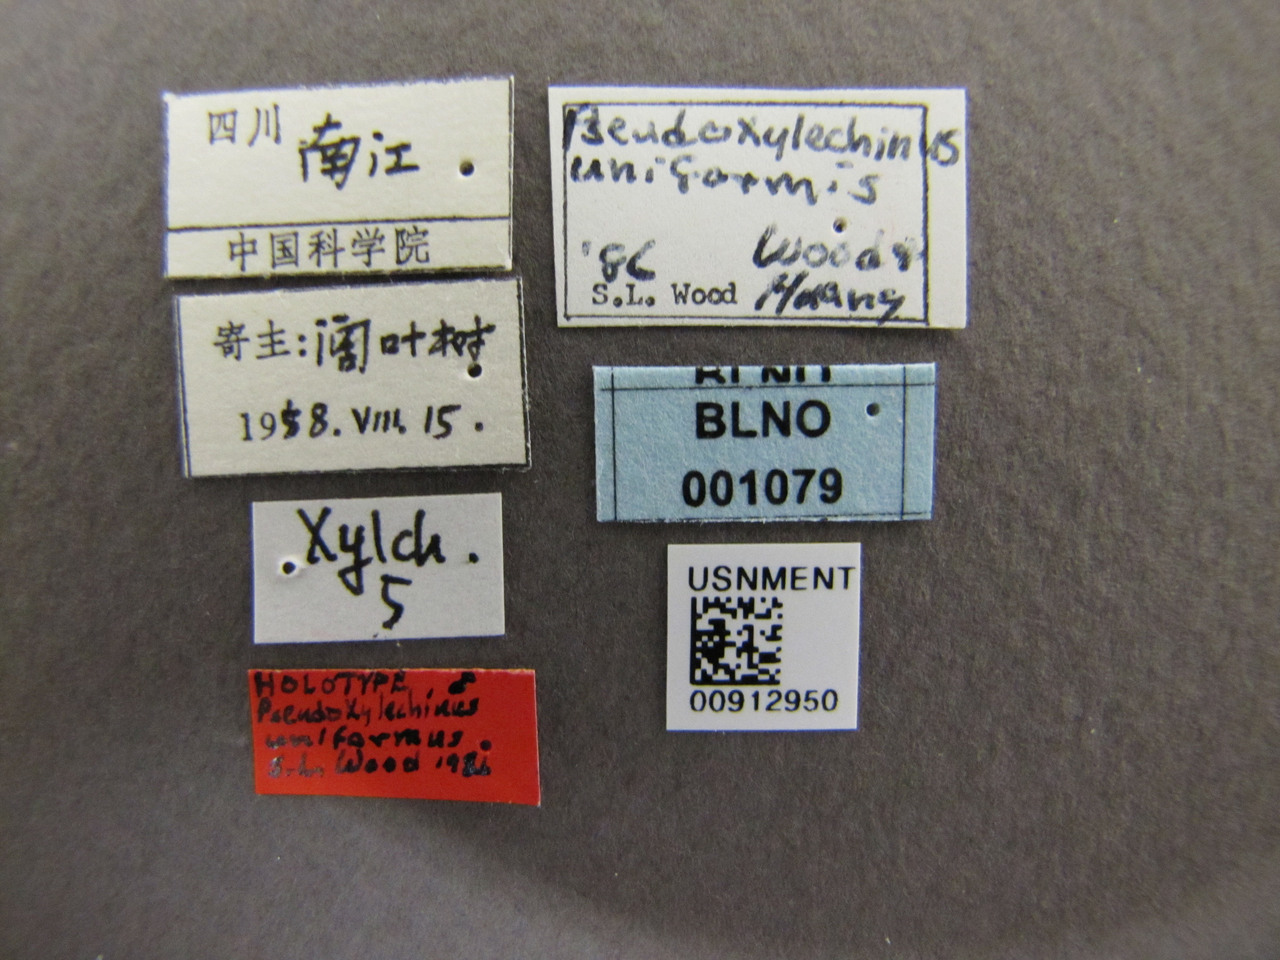 四川 南江
中国科学院
寄主: 阔叶树
1958. VIII. 15.
Xylch.
5
HOLOTYPE
Pseudoxylechinus
uniformus.
S.L. Wood 1986
Pseudoxylechinus
uniformis
'86 Wood &
S.L. Wood Huang
BLNO
001079
USNMENT
00912950